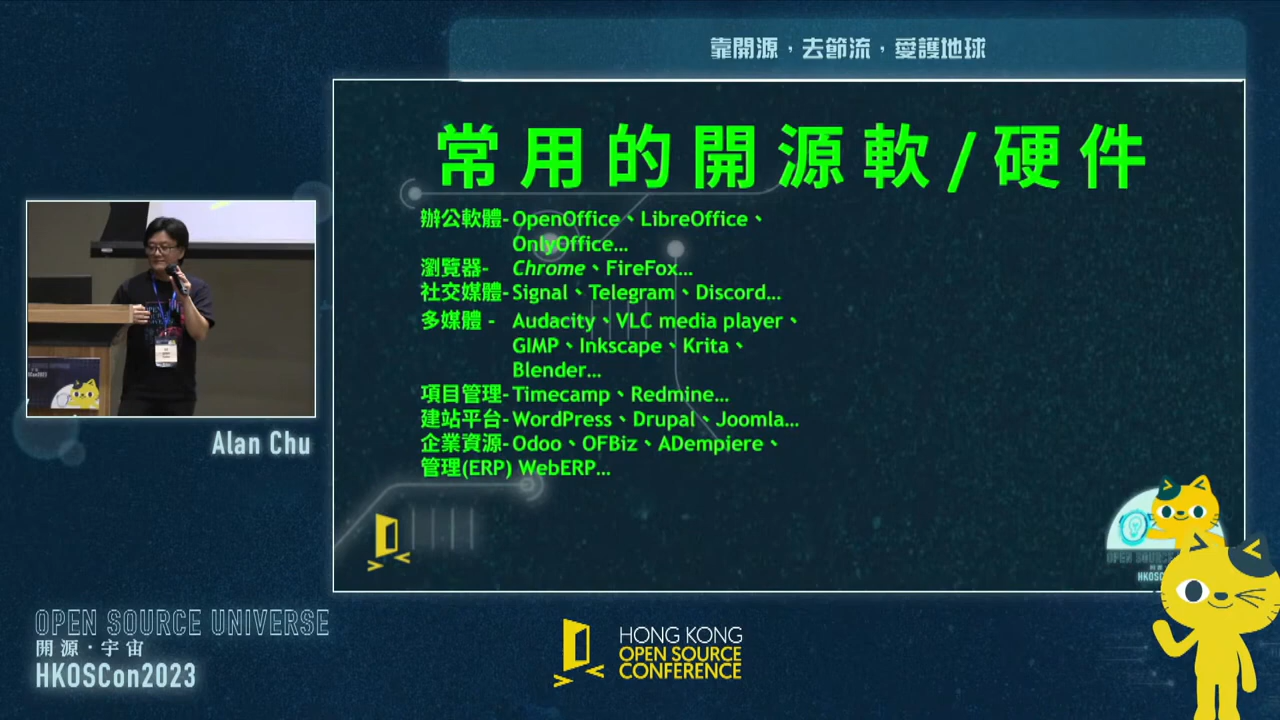 靠開源，去節流，愛護地球
常用的開源軟/硬件
辦公軟體- OpenOffice、LibreOffice、
OnlyOffice...
瀏覽器- Chrome、FireFox...
社交媒體- Signal、Telegram、Discord...
多媒體 - Audacity、VLC media player、
GIMP、Inkscape、Krita、
Blender...
項目管理- Timecamp、Redmine...
建站平台- WordPress、Drupal、Joomla...
企業資源- Odoo、OFBiz、ADempiere、
管理(ERP) WebERP...
Alan Chu
OPEN SOURCE UNIVERSE
開源·宇宙
HKOSCon2023
HONG KONG
OPEN SOURCE
CONFERENCE